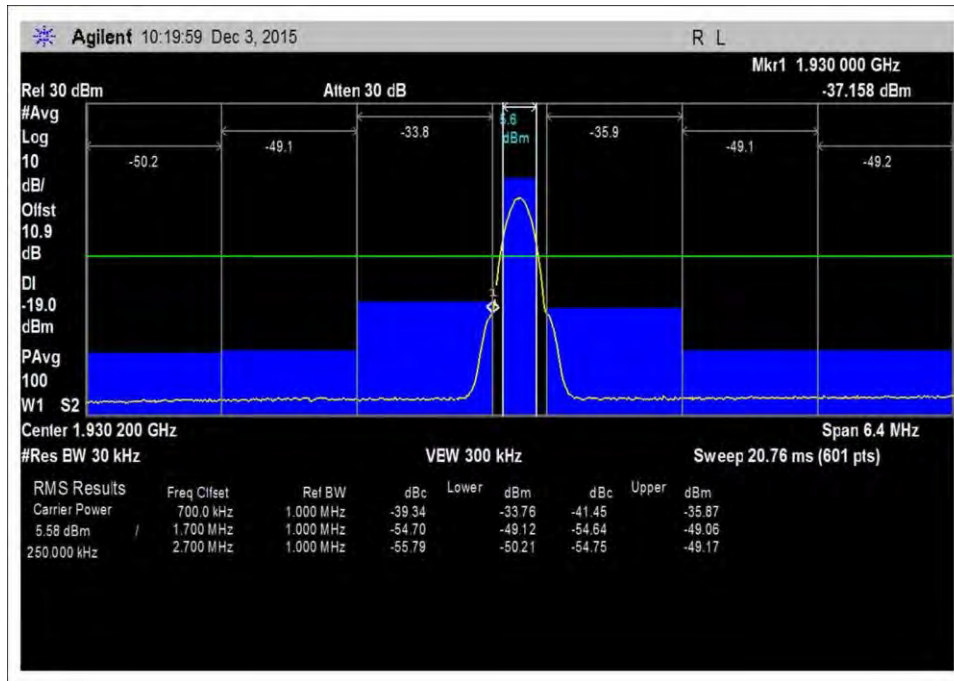 Agilent 10:19:59 Dec 3, 2015 R L
Mkr1 1.930 000 GHz
Rel 30 dBm Atten 30 dB -37.158 dBm
#Avg
Log
10
dB/
Offst
10.9
dB
DI
-19.0
dBm
PAvg
100
W1 S2
-50.2 -49.1 -33.8 5.6 dBm -35.9 -49.1 -49.2
1
Center 1.930 200 GHz Span 6.4 MHz
#Res BW 30 kHz VEW 300 kHz Sweep 20.76 ms (601 pts)
RMS Results Freq Clfset Ref BW dBc Lower dBm dBc Upper dBm
Carrier Power 700.0 kHz 1.000 MHz -39.34 -33.76 -41.45 -35.87
5.58 dBm / 1.700 MHz 1.000 MHz -54.70 -49.12 -54.64 -49.06
250.000 kHz 2.700 MHz 1.000 MHz -55.79 -50.21 -54.75 -49.17